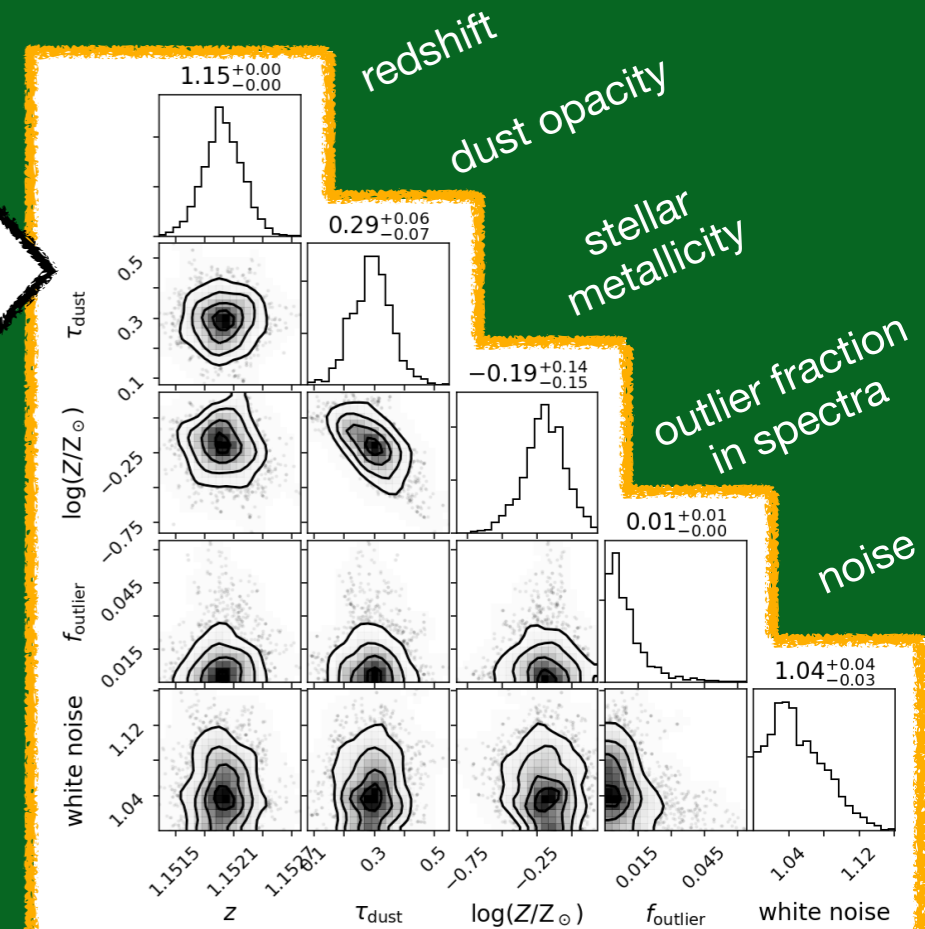 redshift
1.15+0.00−0.00
dust opacity
stellar
metallicity
0.29+0.06−0.07
0.5
0.3
0.1
τdust
outlier fraction
in spectra
−0.19+0.14−0.15
−0.25
−0.75
log(Z/Z⊙)
0.01+0.01−0.00
noise
0.045
0.015
foutlier
1.04+0.04−0.03
1.12
1.04
white noise
1.1515 1.1521 1.1527 0.1 0.3 0.5 −0.75 −0.25 0.015 0.045 1.04 1.12
z τdust log(Z/Z⊙) foutlier white noise